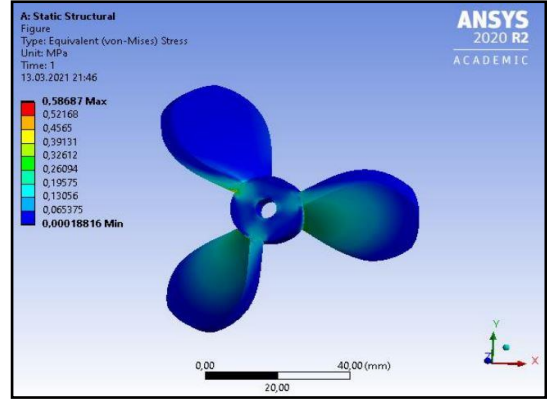 A: Static Structural
Figure
Type: Equivalent (von-Mises) Stress
Unit: MPa
Time: 1
13.03.2021 21:46
0,58687 Max
0,52168
0,4565
0,39131
0,32612
0,26094
0,19575
0,13056
0,065375
0,00018816 Min
ANSYS
2020 R2
ACADEMIC
0,00
40,00 (mm)
20,00
Y
Z
X